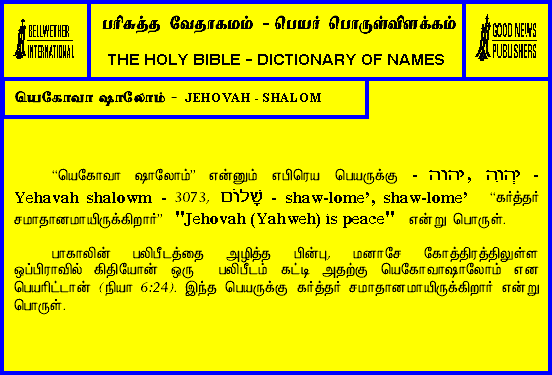 BELLWETHER
INTERNATIONAL
பரிசுத்த வேதாகமம் - பெயர் பொருள்விளக்கம்
THE HOLY BIBLE - DICTIONARY OF NAMES
GOOD NEWS
PUBLISHERS
யெகோவா ஷாலோம் - JEHOVAH - SHALOM
“யெகோவா ஷாலோம்” என்னும் எபிரெய பெயருக்கு - יהוה, יְהוָֹה -
Yehavah shalowm - 3073, שָׁלוֹם - shaw-lome’, shaw-lome’ “கர்த்தர்
சமாதானமாயிருக்கிறார்” "Jehovah (Yahweh) is peace" என்று பொருள்.
பாகாலின் பலிபீடத்தை அழித்த பின்பு, மனாசே கோத்திரத்திலுள்ள
ஒப்பிராவில் கிதியோன் ஒரு பலிபீடம் கட்டி அதற்கு யெகோவாஷாலோம் என
பெயரிட்டான் (நியா 6:24). இந்த பெயருக்கு கர்த்தர் சமாதானமாயிருக்கிறார் என்று
பொருள்.